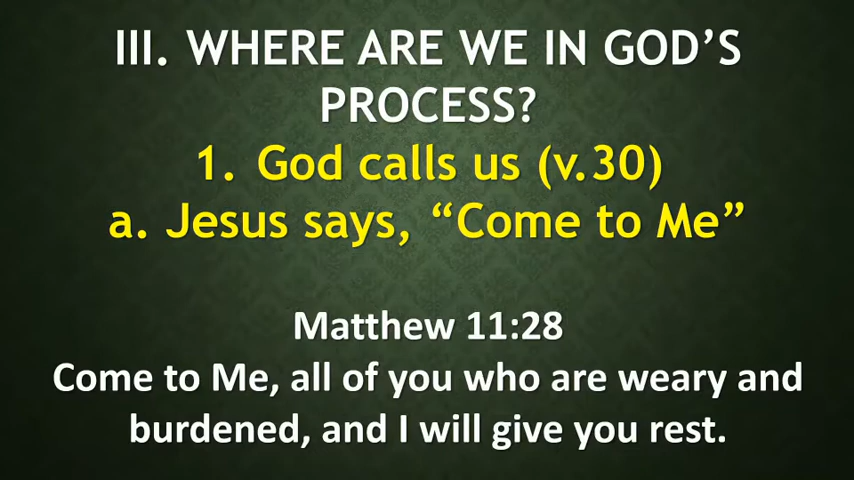 III. WHERE ARE WE IN GOD’S
PROCESS?
1. God calls us (v.30)
a. Jesus says, “Come to Me”
Matthew 11:28
Come to Me, all of you who are weary and
burdened, and I will give you rest.